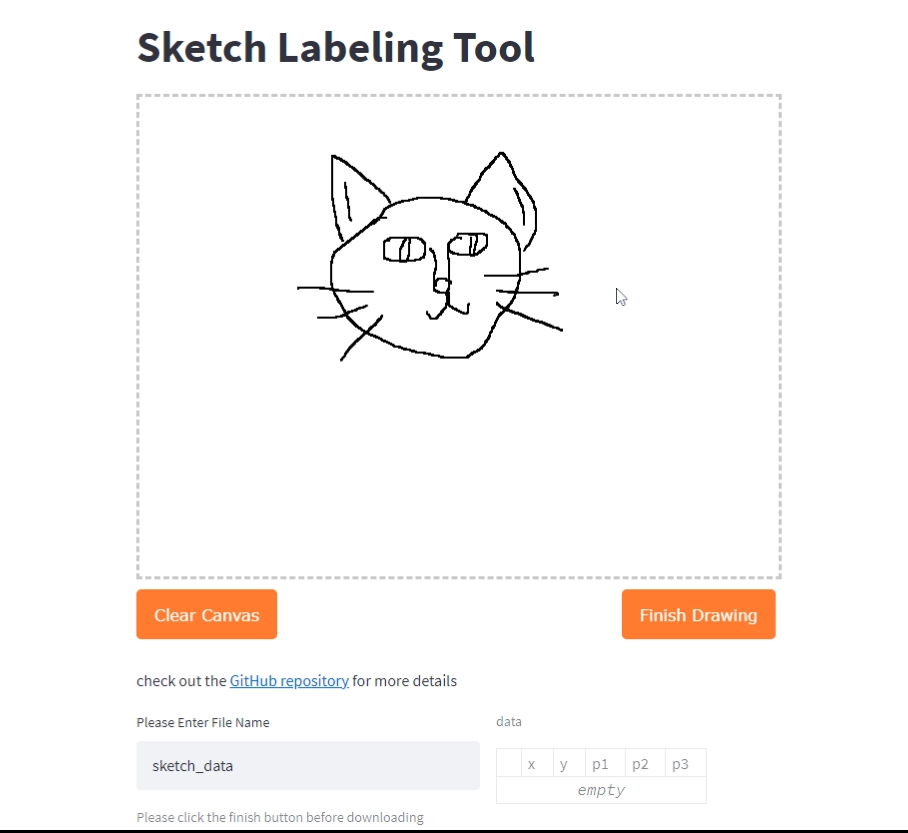 Sketch Labeling Tool
Clear Canvas
Finish Drawing
check out the GitHub repository for more details
Please Enter File Name
sketch_data
Please click the finish button before downloading
data
x y p1 p2 p3
empty